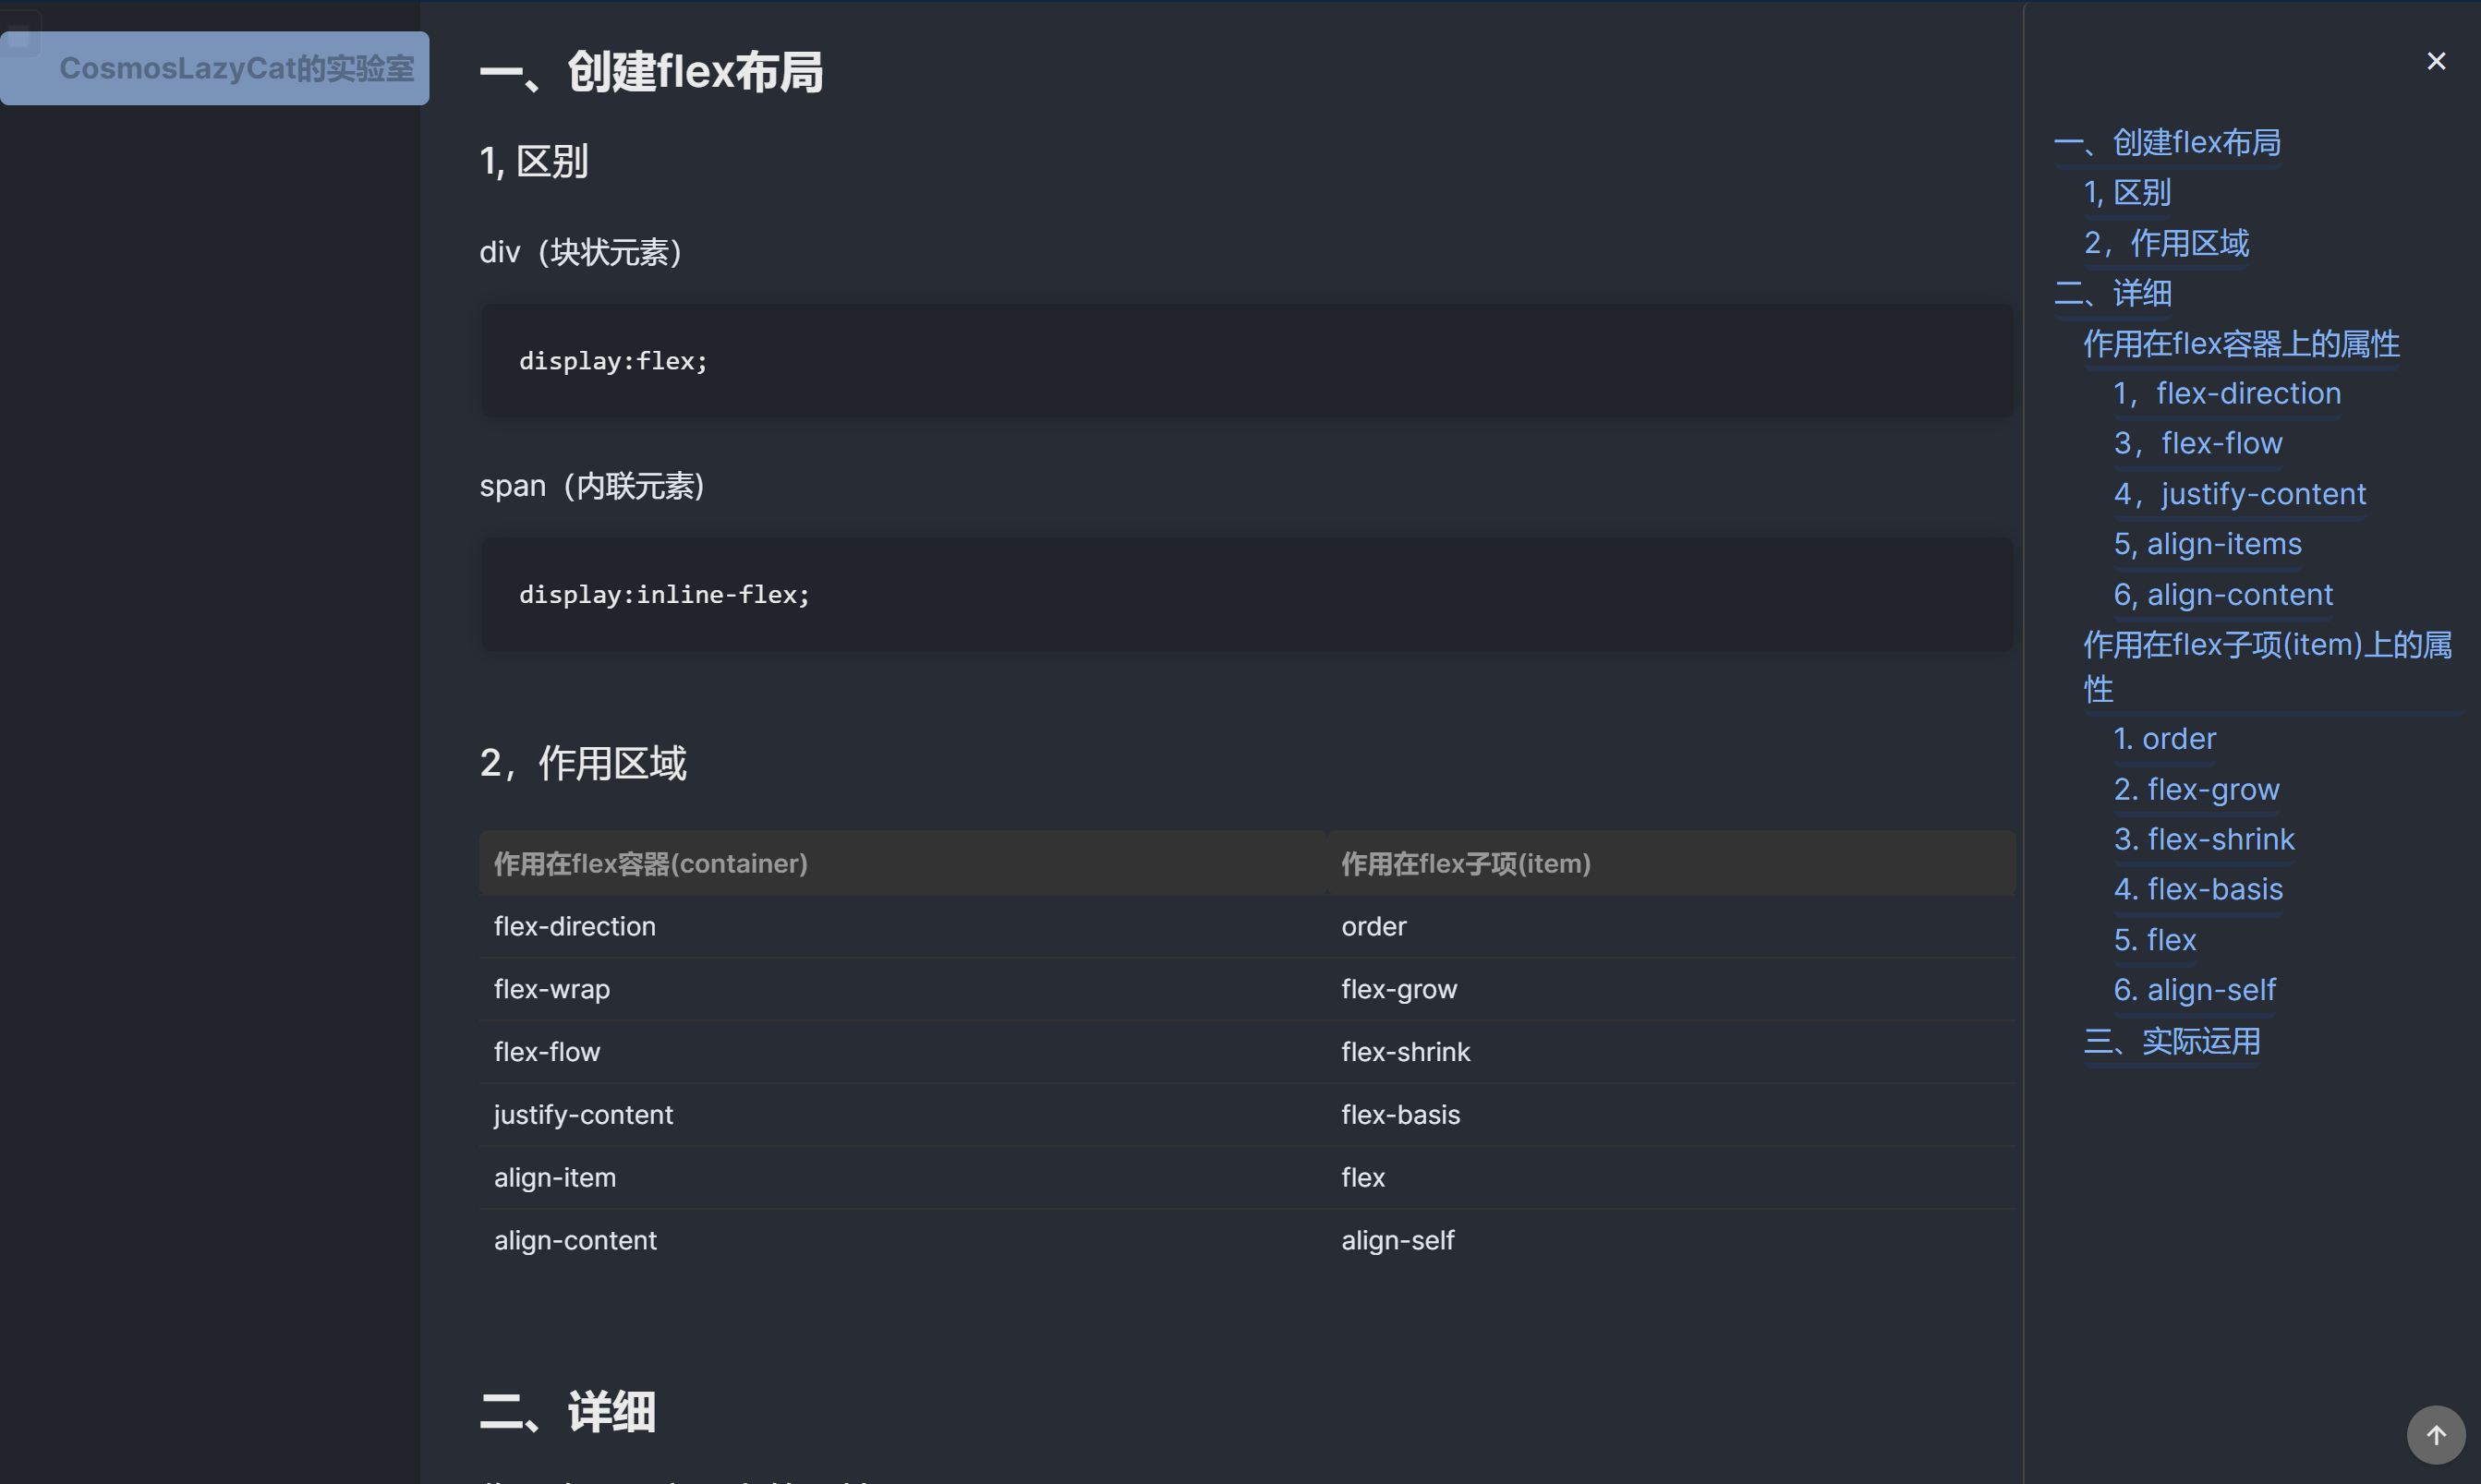 CosmosLazyCat的实验室
一、创建flex布局
1, 区别
div（块状元素）
display:flex;
span（内联元素)
display:inline-flex;
2，作用区域
作用在flex容器(container) 作用在flex子项(item)
flex-direction order
flex-wrap flex-grow
flex-flow flex-shrink
justify-content flex-basis
align-item flex
align-content align-self
二、详细
一、创建flex布局
1, 区别
2，作用区域
二、详细
作用在flex容器上的属性
1，flex-direction
3，flex-flow
4，justify-content
5, align-items
6, align-content
作用在flex子项(item)上的属
性
1. order
2. flex-grow
3. flex-shrink
4. flex-basis
5. flex
6. align-self
三、实际运用